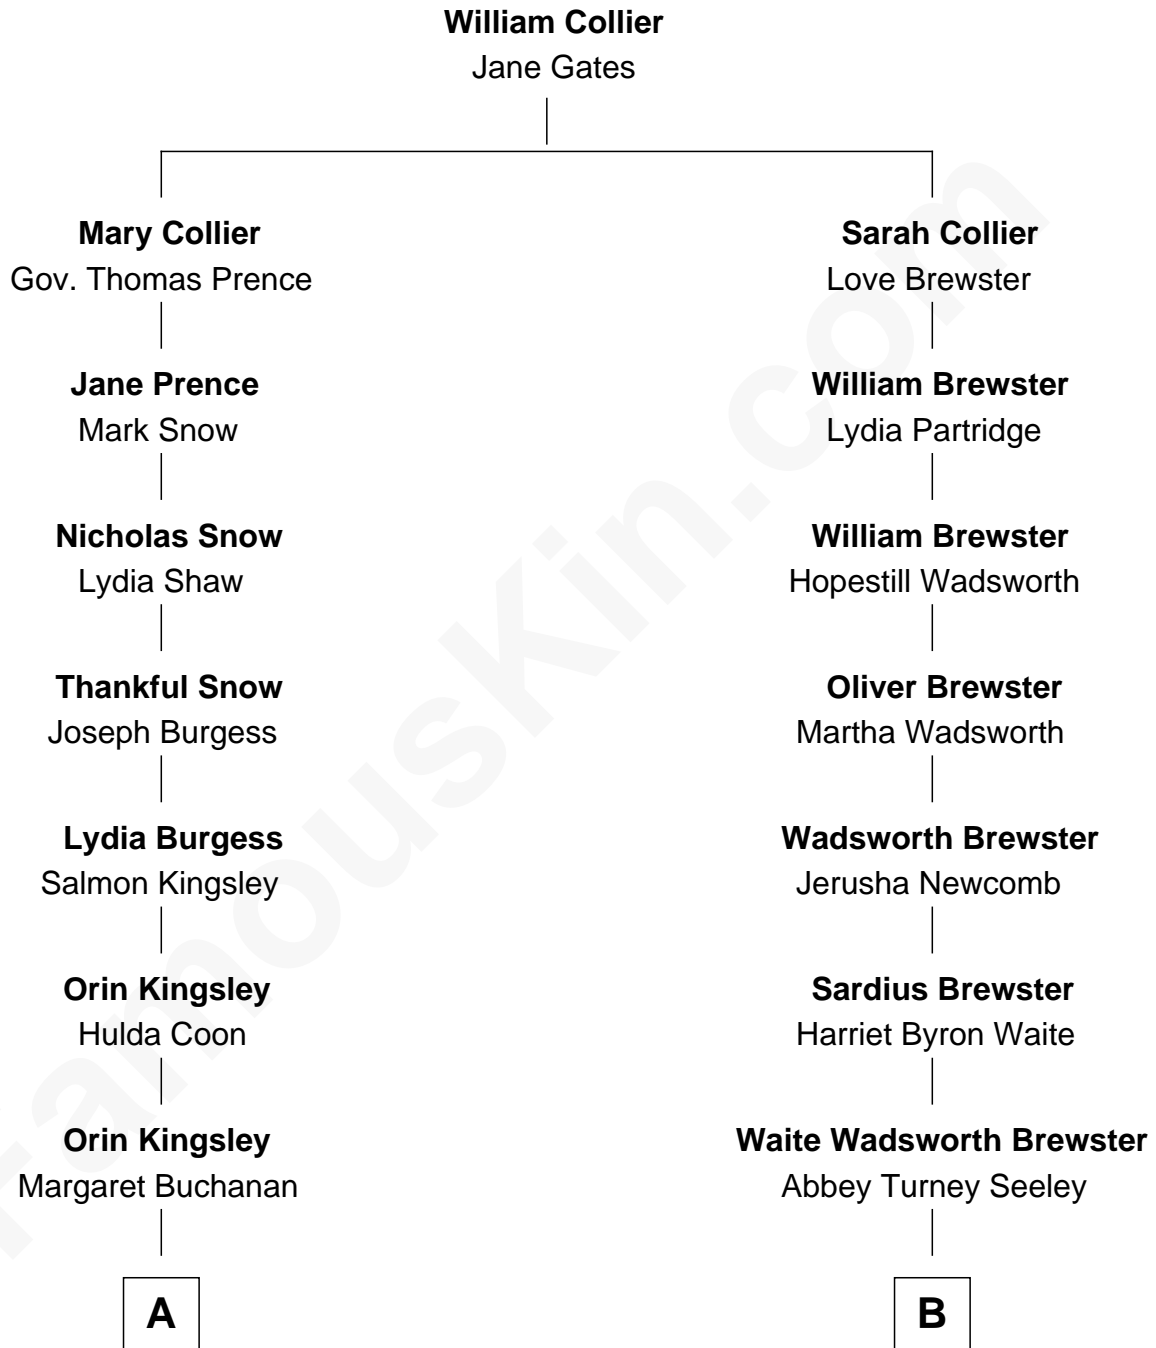 William Collier
Jane Gates
Mary Collier
Gov. Thomas Prence
Sarah Collier
Love Brewster
Jane Prence
Mark Snow
William Brewster
Lydia Partridge
Nicholas Snow
Lydia Shaw
William Brewster
Hopestill Wadsworth
Thankful Snow
Joseph Burgess
Oliver Brewster
Martha Wadsworth
Lydia Burgess
Salmon Kingsley
Wadsworth Brewster
Jerusha Newcomb
Orin Kingsley
Hulda Coon
Sardius Brewster
Harriet Byron Waite
Orin Kingsley
Margaret Buchanan
Waite Wadsworth Brewster
Abbey Turney Seeley
A
B
FamousKin.com